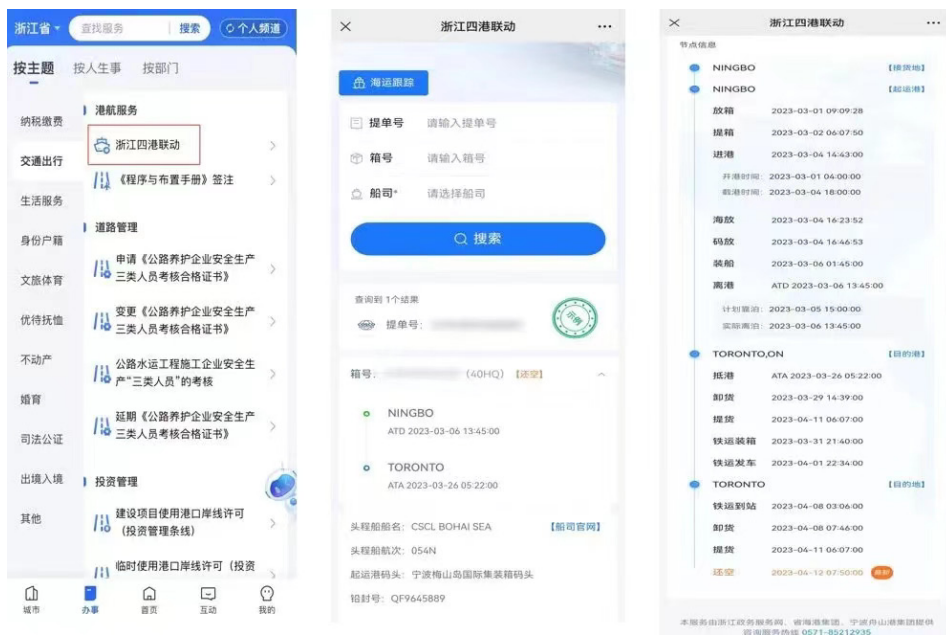 浙江省
查找服务
搜索
个人频道
按主题 按人生事 按部门
纳税缴费
交通出行
生活服务
身份户籍
文旅体育
优待抚恤
不动产
婚育
司法公证
出境入境
其他
港航服务
浙江四港联动
《程序与布置手册》签注
道路管理
申请《公路养护企业安全生产
三类人员考核合格证书》
变更《公路养护企业安全生产
三类人员考核合格证书》
公路水运工程施工企业安全生
产“三类人员”的考核
延期《公路养护企业安全生产
三类人员考核合格证书》
投资管理
建设项目使用港口岸线许可
（投资管理条线）
临时使用港口岸线许可（投资
城市 办事 首页 互动 我的
浙江四港联动
海运跟踪
提单号 请输入提单号
箱号 请输入箱号
船司* 请选择船司
搜索
查询到 1个结果
提单号:
示例
箱号: (40HQ) 【还空】
NINGBO
ATD 2023-03-06 13:45:00
TORONTO
ATA 2023-03-26 05:22:00
头程船船名: CSCL BOHAI SEA 【船司官网】
头程船航次: 054N
起运港码头: 宁波梅山岛国际集装箱码头
铅封号: QF9645889
浙江四港联动
节点信息
NINGBO 【接货地】
NINGBO 【起运港】
放箱 2023-03-01 09:09:28
提箱 2023-03-02 06:07:50
进港 2023-03-04 14:43:00
开港时间: 2023-03-01 04:00:00
截港时间: 2023-03-04 18:00:00
海放 2023-03-04 16:23:52
码放 2023-03-04 16:46:53
装船 2023-03-06 01:45:00
离港 ATD 2023-03-06 13:45:00
计划靠泊: 2023-03-05 15:00:00
实际离泊: 2023-03-06 13:45:00
TORONTO,ON 【目的港】
抵港 ATA 2023-03-26 05:22:00
卸货 2023-03-29 14:39:00
提货 2023-04-11 06:07:00
铁运装箱 2023-03-31 21:40:00
铁运发车 2023-04-01 22:34:00
TORONTO 【目的地】
铁运到站 2023-04-08 03:06:00
卸货 2023-04-08 07:46:00
提货 2023-04-11 06:07:00
还空 2023-04-12 07:50:00 最新
本服务由浙江政务服务网、省海港集团、宁波舟山港集团提供
咨询服务热线 0571-85212935